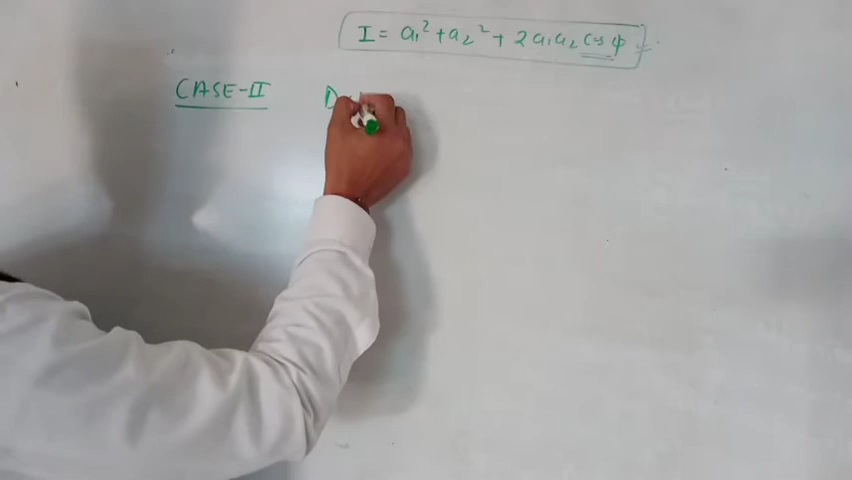 I = a₁² + a₂² + 2a₁a₂ cos φ
CASE-II D